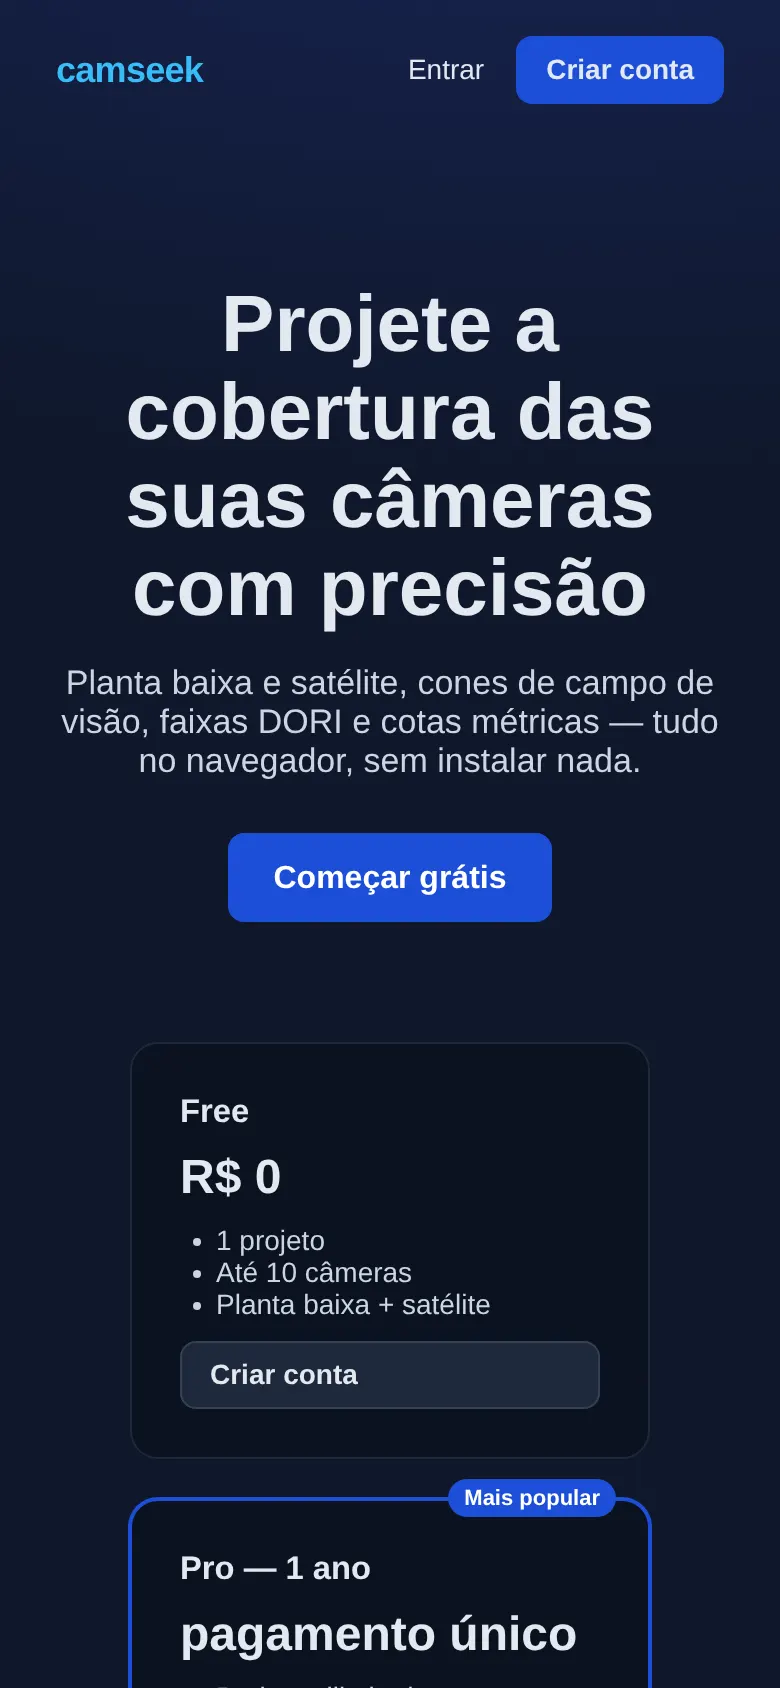 camseek
Entrar
Criar conta
Projete a
cobertura das
suas câmeras
com precisão
Planta baixa e satélite, cones de campo de
visão, faixas DORI e cotas métricas — tudo
no navegador, sem instalar nada.
Começar grátis
Free
R$ 0
• 1 projeto
• Até 10 câmeras
• Planta baixa + satélite
Criar conta
Mais popular
Pro — 1 ano
pagamento único